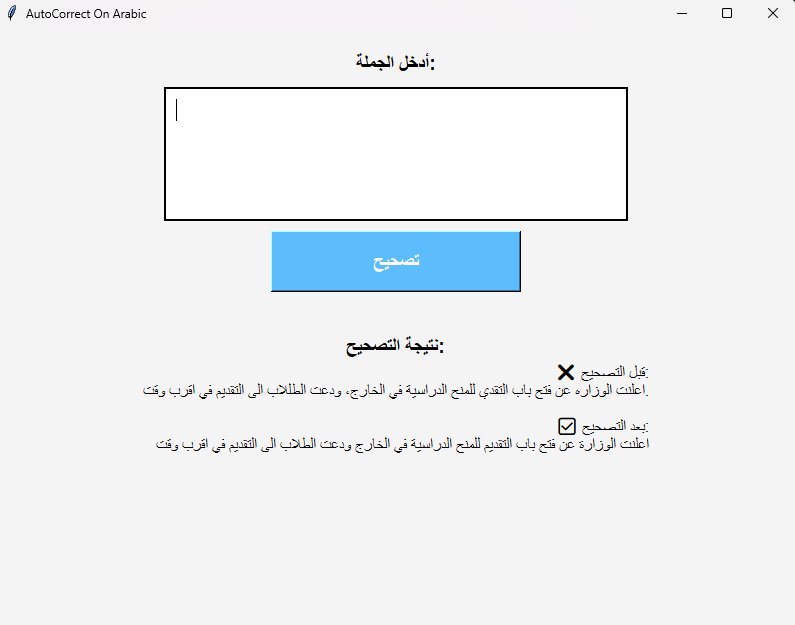 AutoCorrect On Arabic
أدخل الجملة:
تصحيح
نتيجة التصحيح:
قبل التصحيح ❌:
اعلنت الوزاره عن فتح باب التقدي للمنح الدراسية في الخارج، ودعت الطللاب الى التقديم في اقرب وقت.
بعد التصحيح ☑:
اعلنت الوزارة عن فتح باب التقديم للمنح الدراسية في الخارج ودعت الطلاب الى التقديم في اقرب وقت